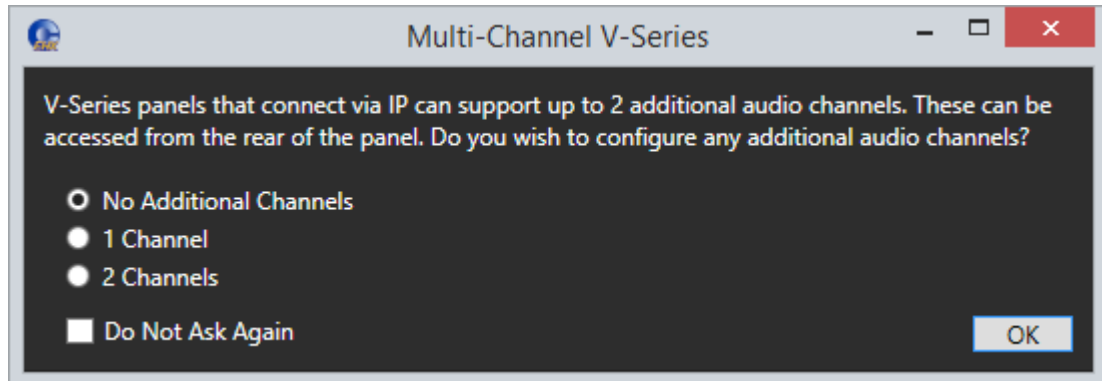 Multi-Channel V-Series
V-Series panels that connect via IP can support up to 2 additional audio channels. These can be
accessed from the rear of the panel. Do you wish to configure any additional audio channels?
No Additional Channels
1 Channel
2 Channels
Do Not Ask Again
OK